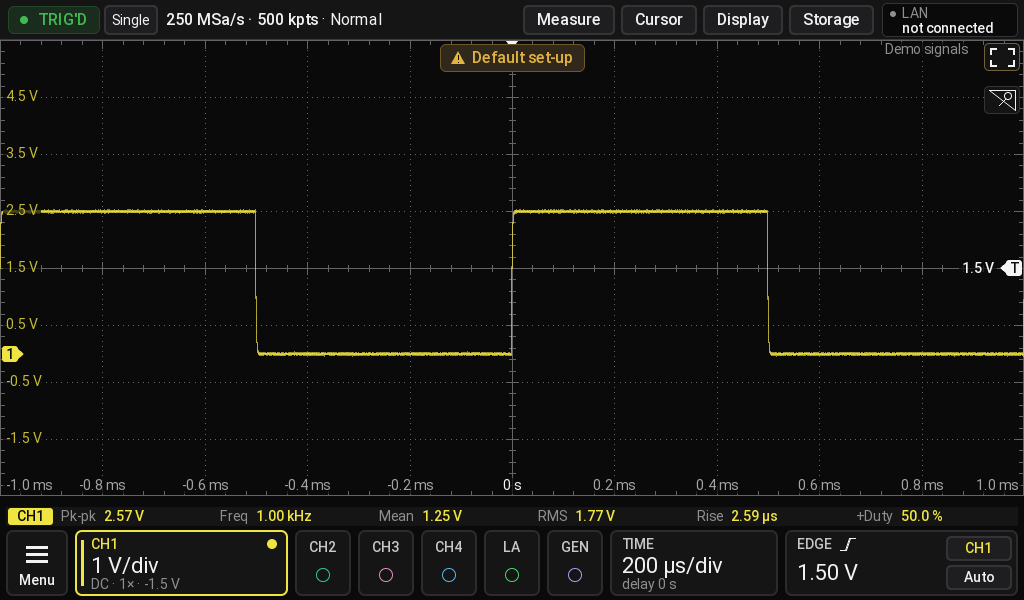 TRIG'D Single 250 MSa/s · 500 kpts · Normal Measure Cursor Display Storage LAN
not connected
Demo signals
Default set-up
4.5 V
3.5 V
2.5 V
1.5 V 1.5 V T
0.5 V
1
-0.5 V
-1.5 V
-1.0 ms -0.8 ms -0.6 ms -0.4 ms -0.2 ms 0 s 0.2 ms 0.4 ms 0.6 ms 0.8 ms 1.0 ms
CH1 Pk-pk 2.57 V Freq 1.00 kHz Mean 1.25 V RMS 1.77 V Rise 2.59 µs +Duty 50.0 %
Menu
CH1
1 V/div
DC · 1× · -1.5 V
CH2 CH3 CH4 LA GEN
TIME
200 µs/div
delay 0 s
EDGE
1.50 V
CH1
Auto